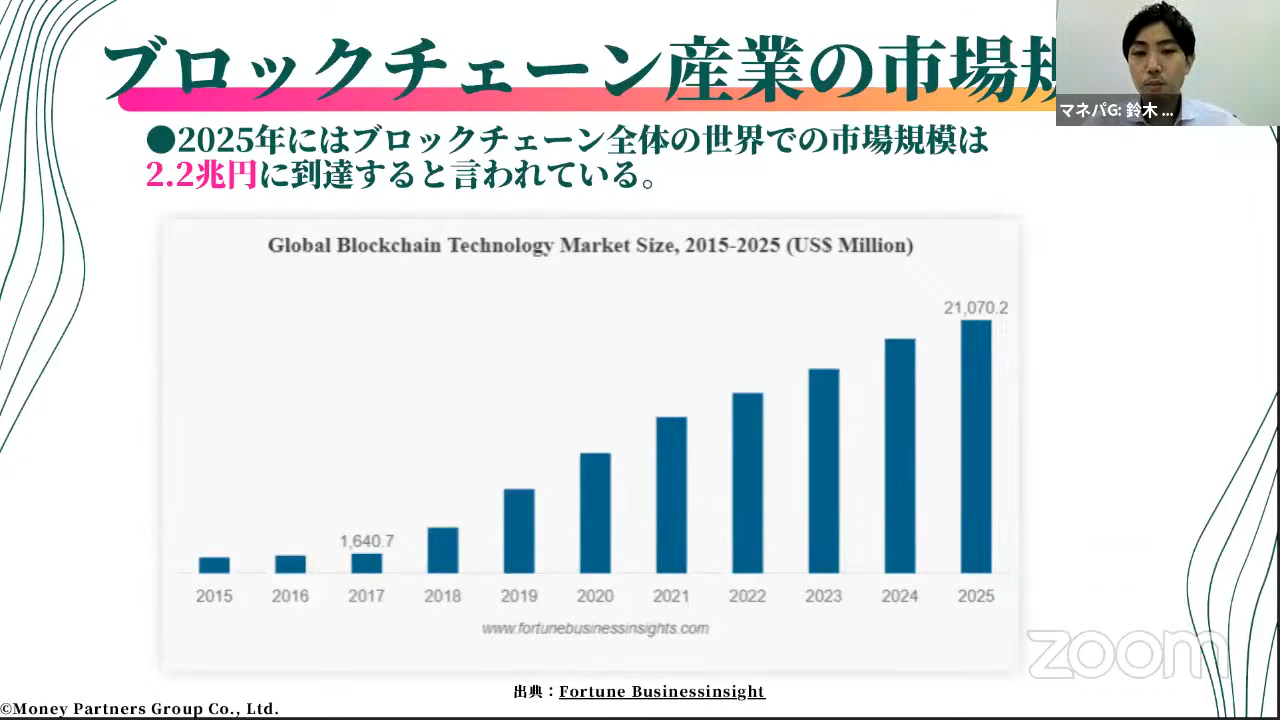 ブロックチェーン産業の市場規
マネパG: 鈴木 ...
●2025年にはブロックチェーン全体の世界での市場規模は
2.2兆円に到達すると言われている。
Global Blockchain Technology Market Size, 2015-2025 (US$ Million)
21,070.2
1,640.7
2015 2016 2017 2018 2019 2020 2021 2022 2023 2024 2025
www.fortunebusinessinsights.com
zoom
出典：Fortune Businessinsight
©Money Partners Group Co., Ltd.